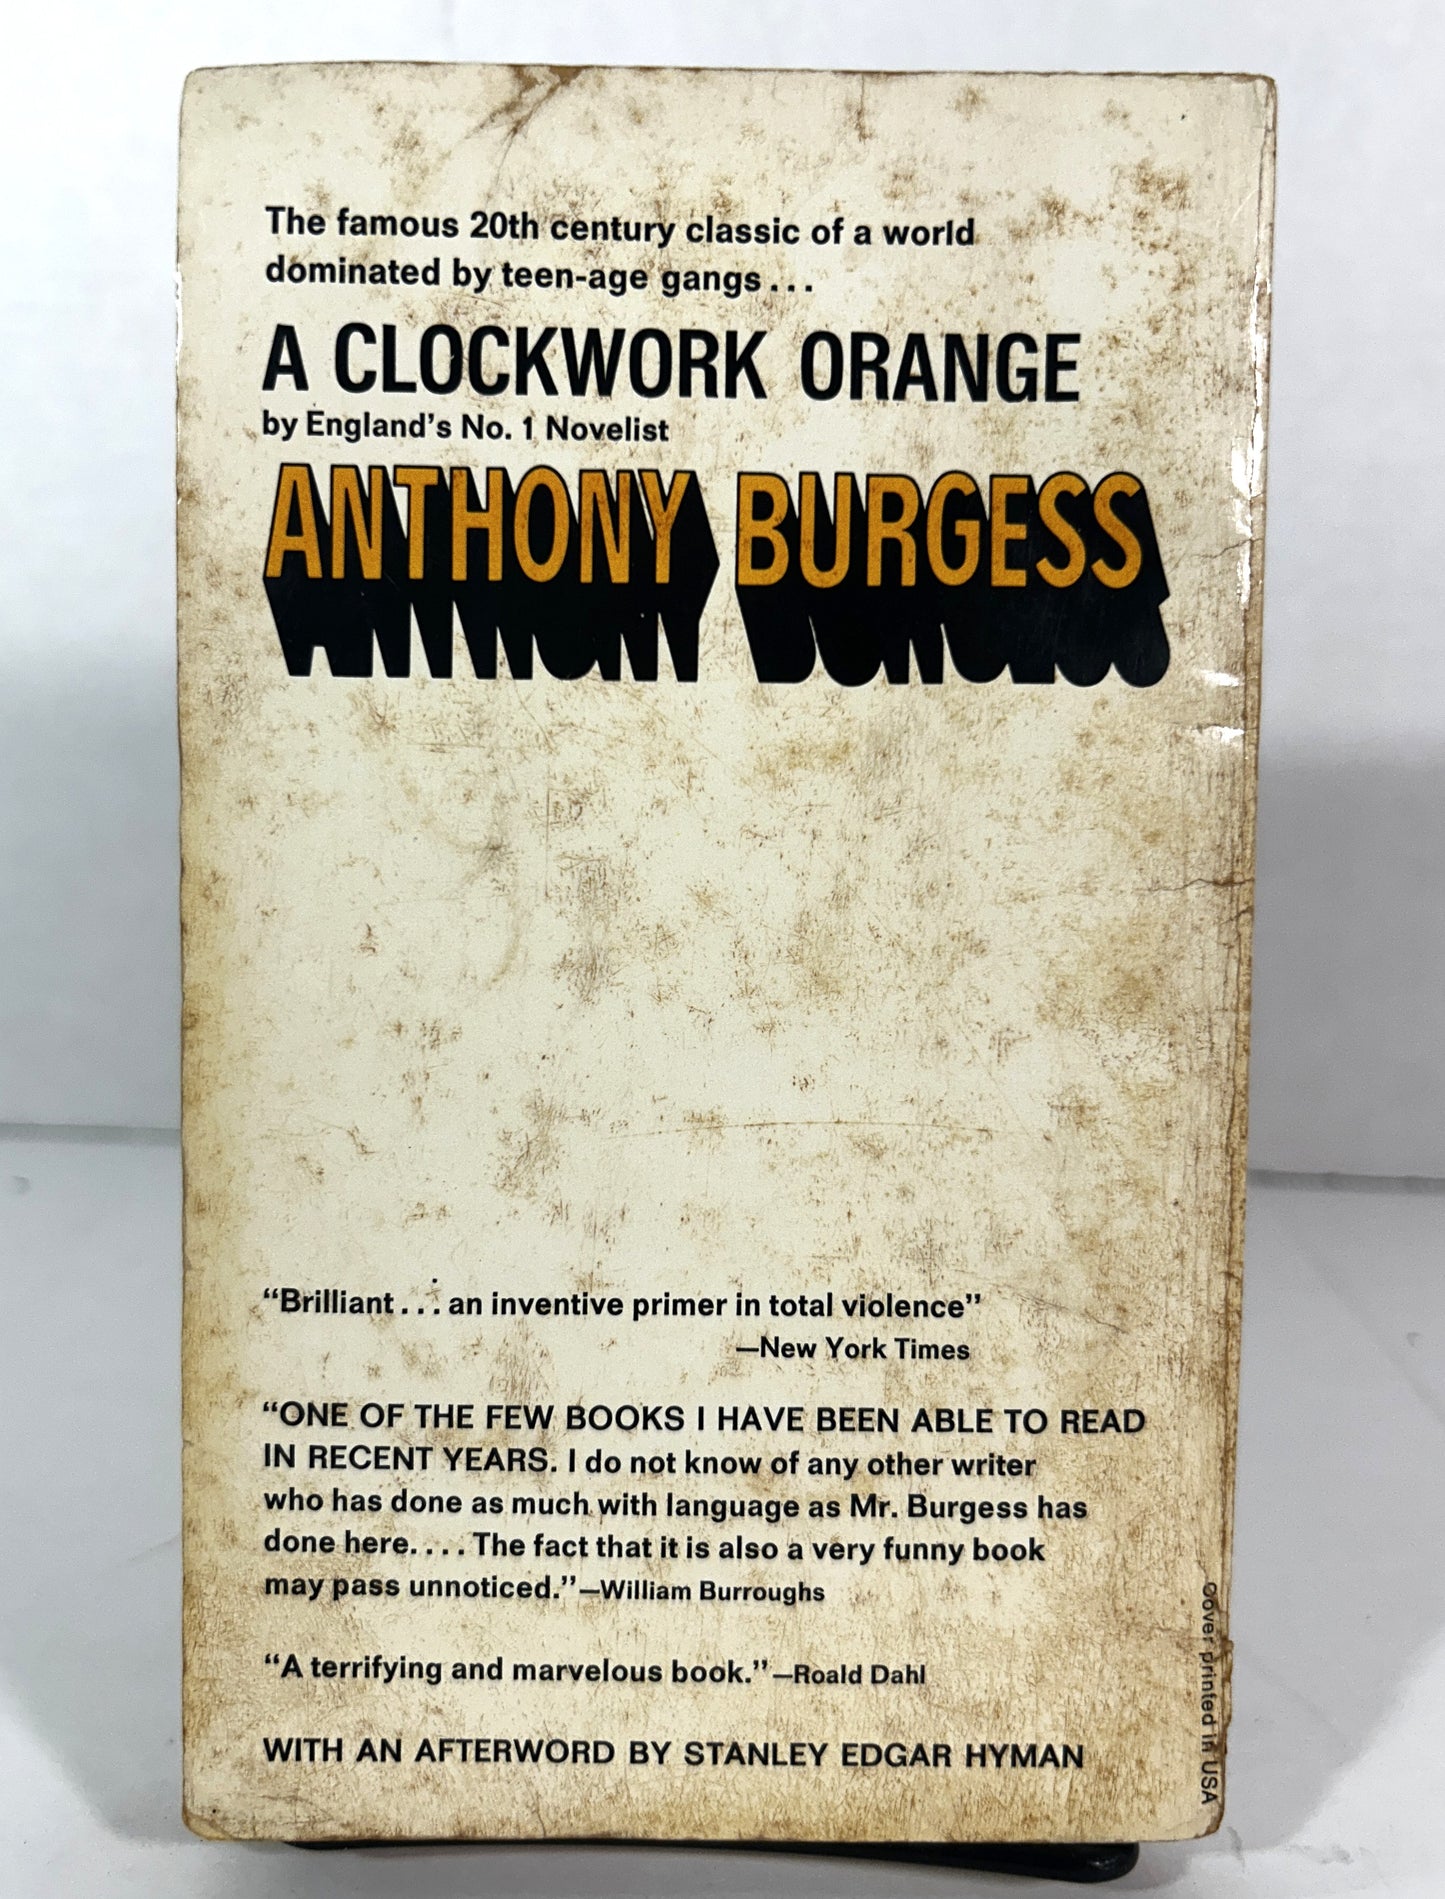 The famous 20th century classic of a world
dominated by teen-age gangs...
A CLOCKWORK ORANGE
by England's No. 1 Novelist
ANTHONY BURGESS
“Brilliant... an inventive primer in total violence”
—New York Times
“ONE OF THE FEW BOOKS I HAVE BEEN ABLE TO READ
IN RECENT YEARS. I do not know of any other writer
who has done as much with language as Mr. Burgess has
done here.... The fact that it is also a very funny book
may pass unnoticed.”—William Burroughs
“A terrifying and marvelous book.”—Roald Dahl
WITH AN AFTERWORD BY STANLEY EDGAR HYMAN
Cover printed in USA